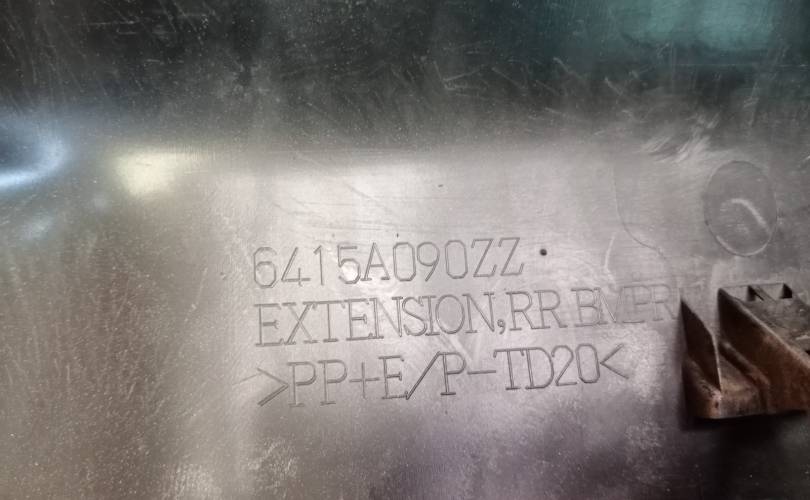 6415A090ZZ
EXTENSION,RR BMPR
>PP+E/P-TD20<